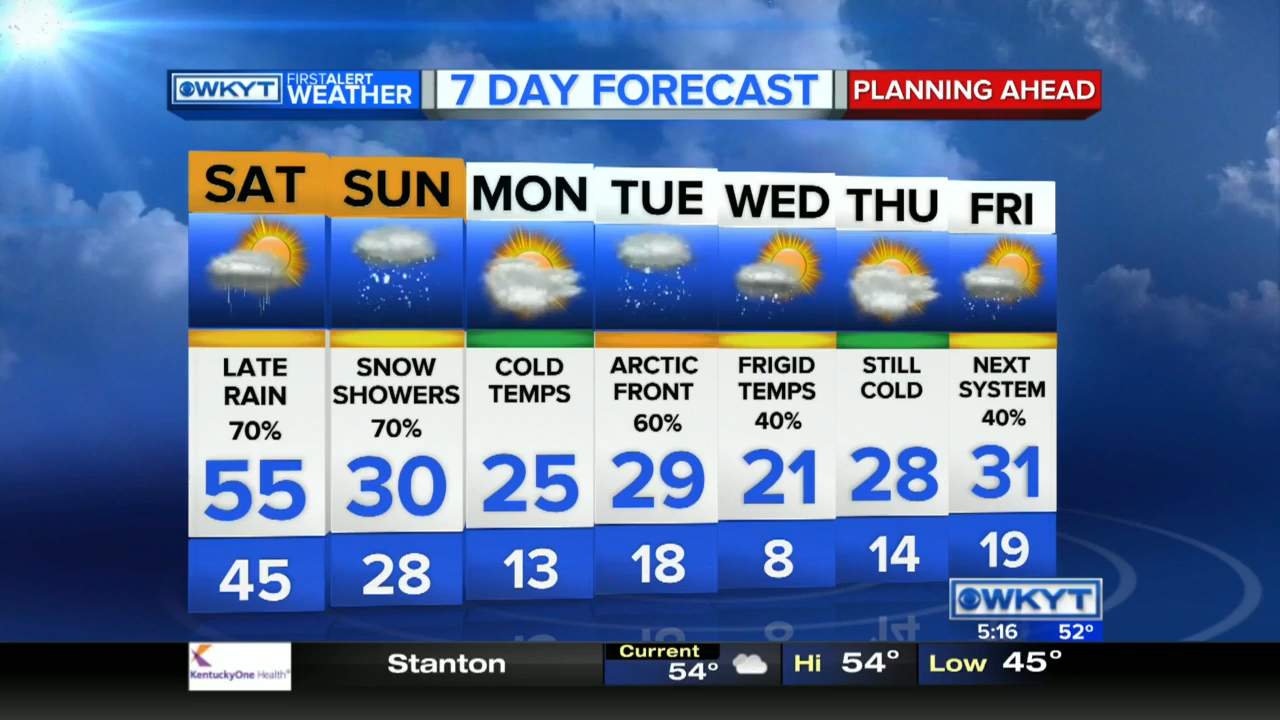 WKYT FIRST ALERT WEATHER 7 DAY FORECAST PLANNING AHEAD
SAT SUN MON TUE WED THU FRI
LATE RAIN 70%
55
45
SNOW SHOWERS 70%
30
28
COLD TEMPS
25
13
ARCTIC FRONT 60%
29
18
FRIGID TEMPS 40%
21
8
STILL COLD
28
14
NEXT SYSTEM 40%
31
19
WKYT
5:16 52°
KentuckyOne Health® Stanton Current 54° Hi 54° Low 45°